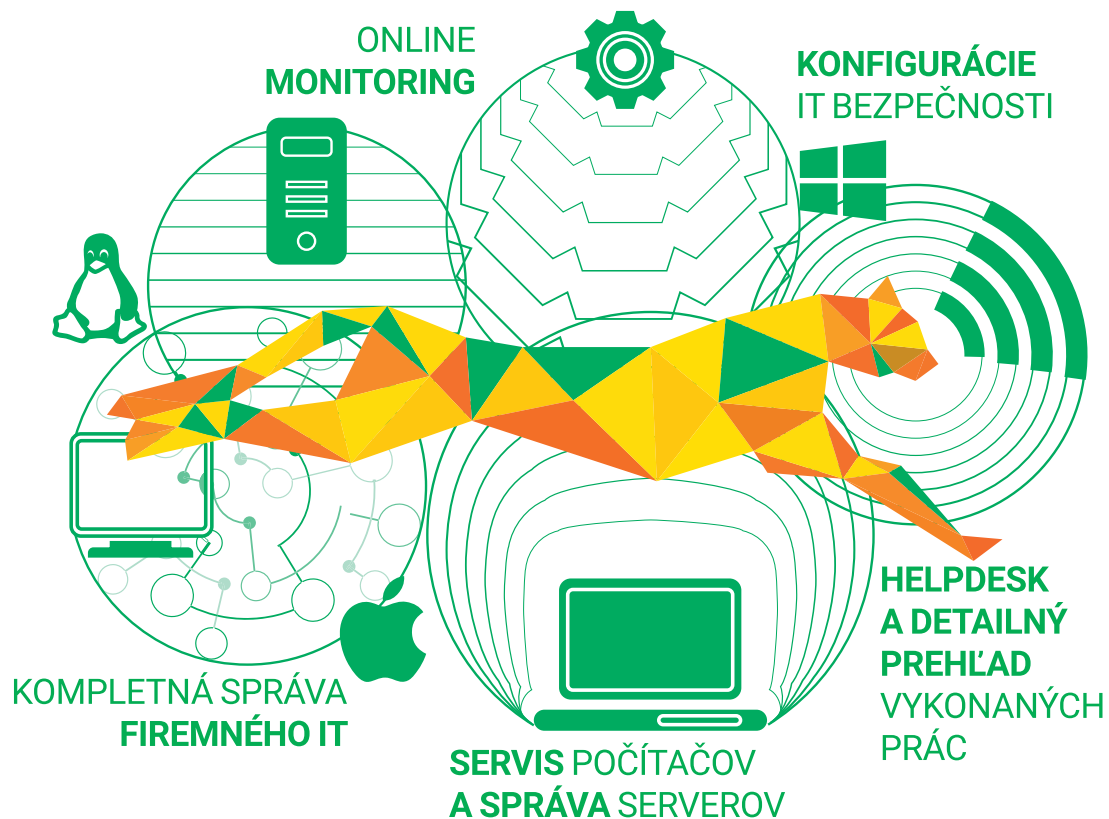 ONLINE
MONITORING
KONFIGURÁCIE
IT BEZPEČNOSTI
HELPDESK
A DETAILNÝ
PREHĽAD
VYKONANÝCH
PRÁC
KOMPLETNÁ SPRÁVA
FIREMNÉHO IT
SERVIS POČÍTAČOV
A SPRÁVA SERVEROV